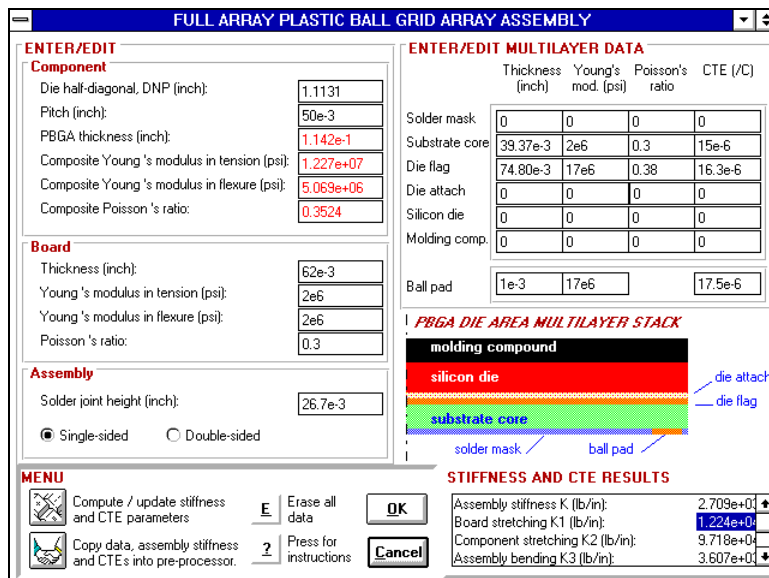 FULL ARRAY PLASTIC BALL GRID ARRAY ASSEMBLY
ENTER/EDIT
Component
Die half-diagonal, DNP (inch): 1.1131
Pitch (inch): 50e-3
PBGA thickness (inch): 1.142e-1
Composite Young 's modulus in tension (psi): 1.227e+07
Composite Young 's modulus in flexure (psi): 5.069e+06
Composite Poisson 's ratio: 0.3524
Board
Thickness (inch): 62e-3
Young 's modulus in tension (psi): 2e6
Young 's modulus in flexure (psi): 2e6
Poisson 's ratio: 0.3
Assembly
Solder joint height (inch): 26.7e-3
Single-sided Double-sided
ENTER/EDIT MULTILAYER DATA
Thickness Young's Poisson's CTE (/C)
(inch) mod. (psi) ratio
Solder mask 0 0 0 0
Substrate core 39.37e-3 2e6 0.3 15e-6
Die flag 74.80e-3 17e6 0.38 16.3e-6
Die attach 0 0 0 0
Silicon die 0 0 0 0
Molding comp. 0 0 0 0
Ball pad 1e-3 17e6 17.5e-6
PBGA DIE AREA MULTILAYER STACK
molding compound
silicon die
die attach
die flag
substrate core
solder mask ball pad
MENU
Compute / update stiffness
and CTE parameters
E Erase all
data
OK
Copy data, assembly stiffness
and CTEs into pre-processor.
? Press for
instructions
Cancel
STIFFNESS AND CTE RESULTS
Assembly stiffness K (lb/in): 2.709e+0
Board stretching K1 (lb/in): 1.224e+0
Component stretching K2 (lb/in): 9.718e+0
Assembly bending K3 (lb/in): 3.607e+0